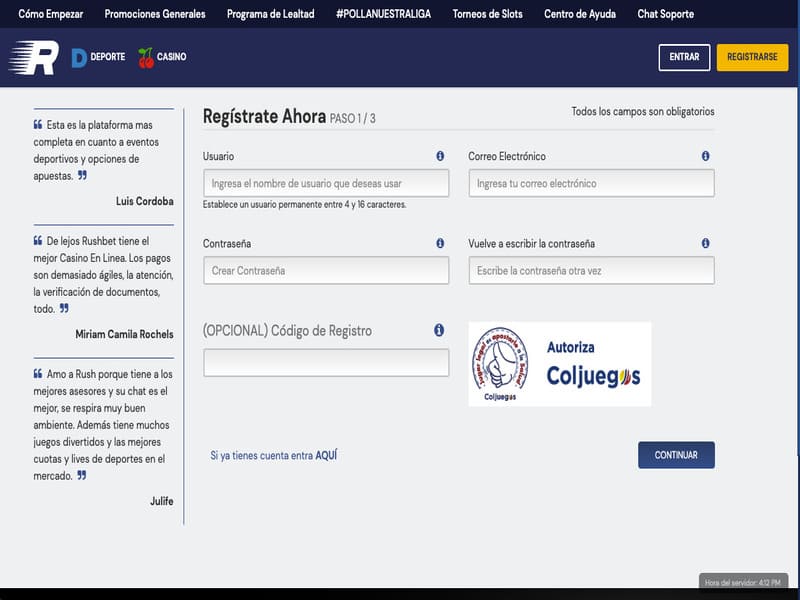 Cómo Empezar Promociones Generales Programa de Lealtad #POLLANUESTRALIGA Torneos de Slots Centro de Ayuda Chat Soporte
R D DEPORTE CASINO ENTRAR REGISTRARSE
❝ Esta es la plataforma mas
completa en cuanto a eventos
deportivos y opciones de
apuestas. ❞
Luis Cordoba
❝ De lejos Rushbet tiene el
mejor Casino En Linea. Los pagos
son demasiado ágiles, la atención,
la verificación de documentos,
todo. ❞
Miriam Camila Rochels
❝ Amo a Rush porque tiene a los
mejores asesores y su chat es el
mejor, se respira muy buen
ambiente. Además tiene muchos
juegos divertidos y las mejores
cuotas y lives de deportes en el
mercado. ❞
Julife
Regístrate Ahora PASO 1 / 3
Todos los campos son obligatorios
Usuario
Ingresa el nombre de usuario que deseas usar
Establece un usuario permanente entre 4 y 16 caracteres.
Correo Electrónico
Ingresa tu correo electrónico
Contraseña
Crear Contraseña
Vuelve a escribir la contraseña
Escribe la contraseña otra vez
(OPCIONAL) Código de Registro
Jugar legal es apostarle a la Salud
Coljuegos
Autoriza
Coljuegos
Si ya tienes cuenta entra AQUÍ
CONTINUAR
Hora del servidor: 4:12 PM